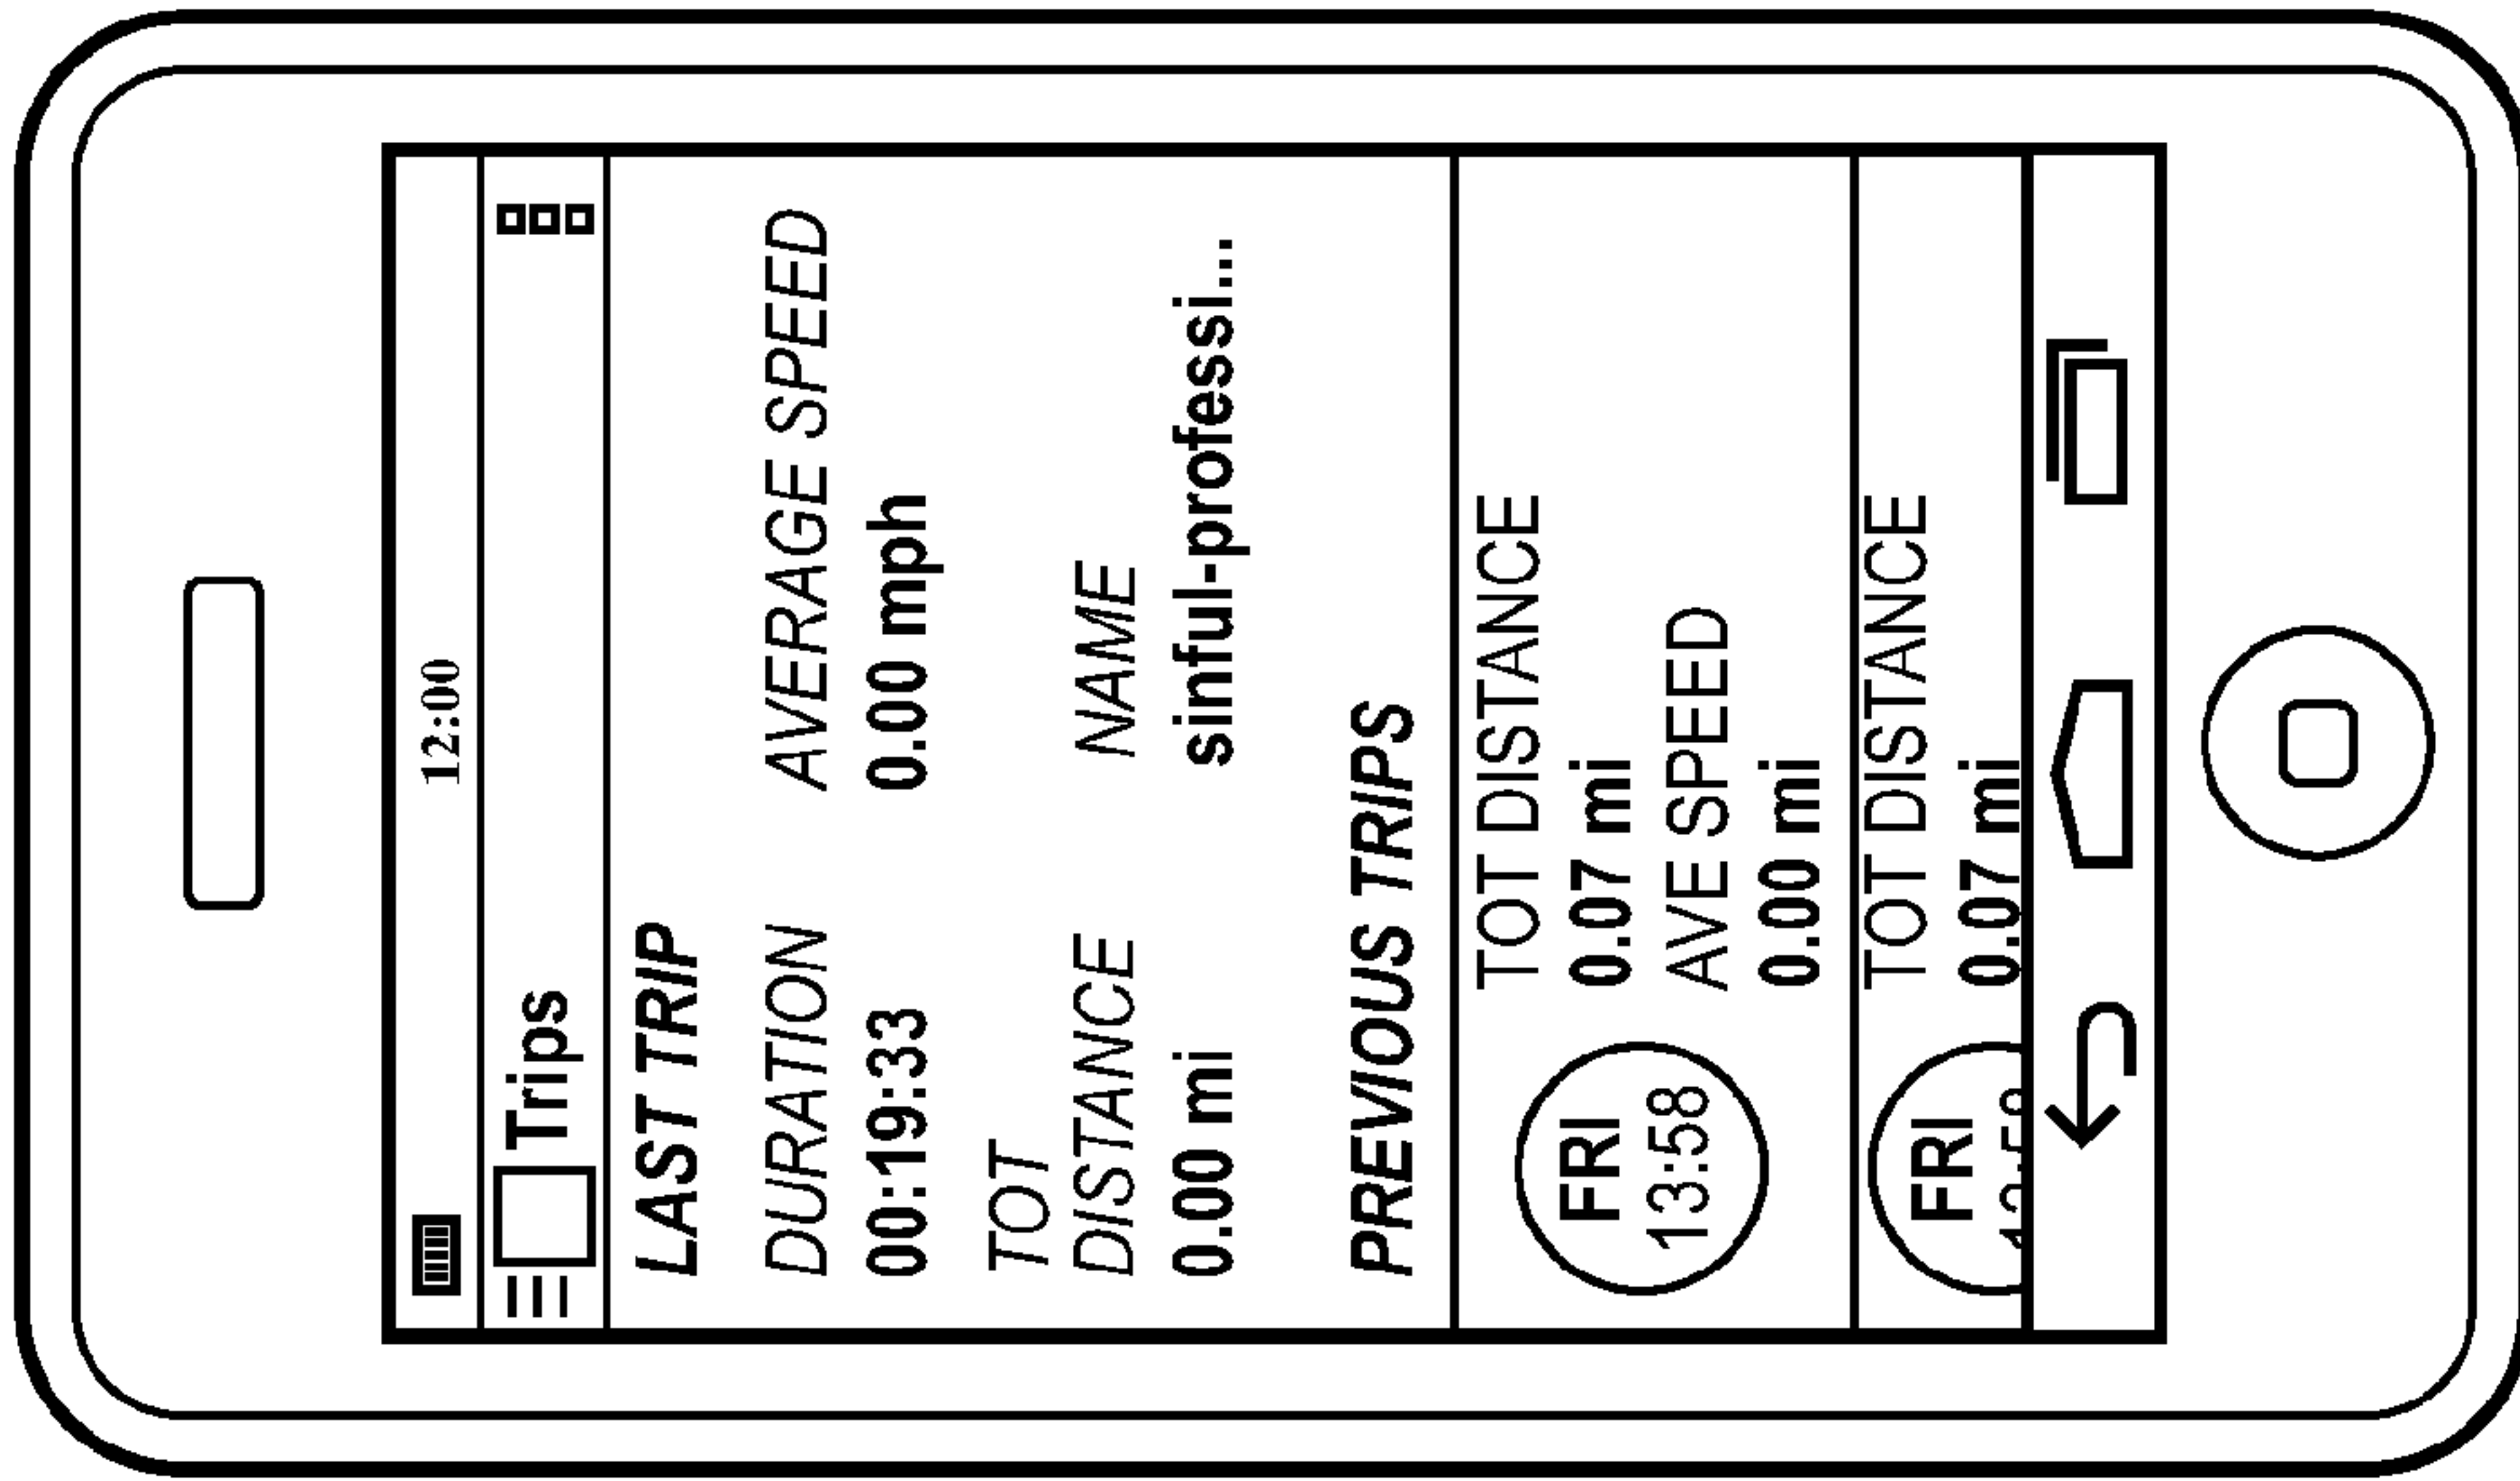 12:00
Trips
LAST TRIP
DURATION AVERAGE SPEED
00:19:33 0.00 mph
TOT
DISTANCE NAME
0.00 mi sinful-professi...
PREVIOUS TRIPS
TOT DISTANCE
FRI 0.07 mi
13:58 AVE SPEED
0.00 mi
TOT DISTANCE
FRI 0.07 mi